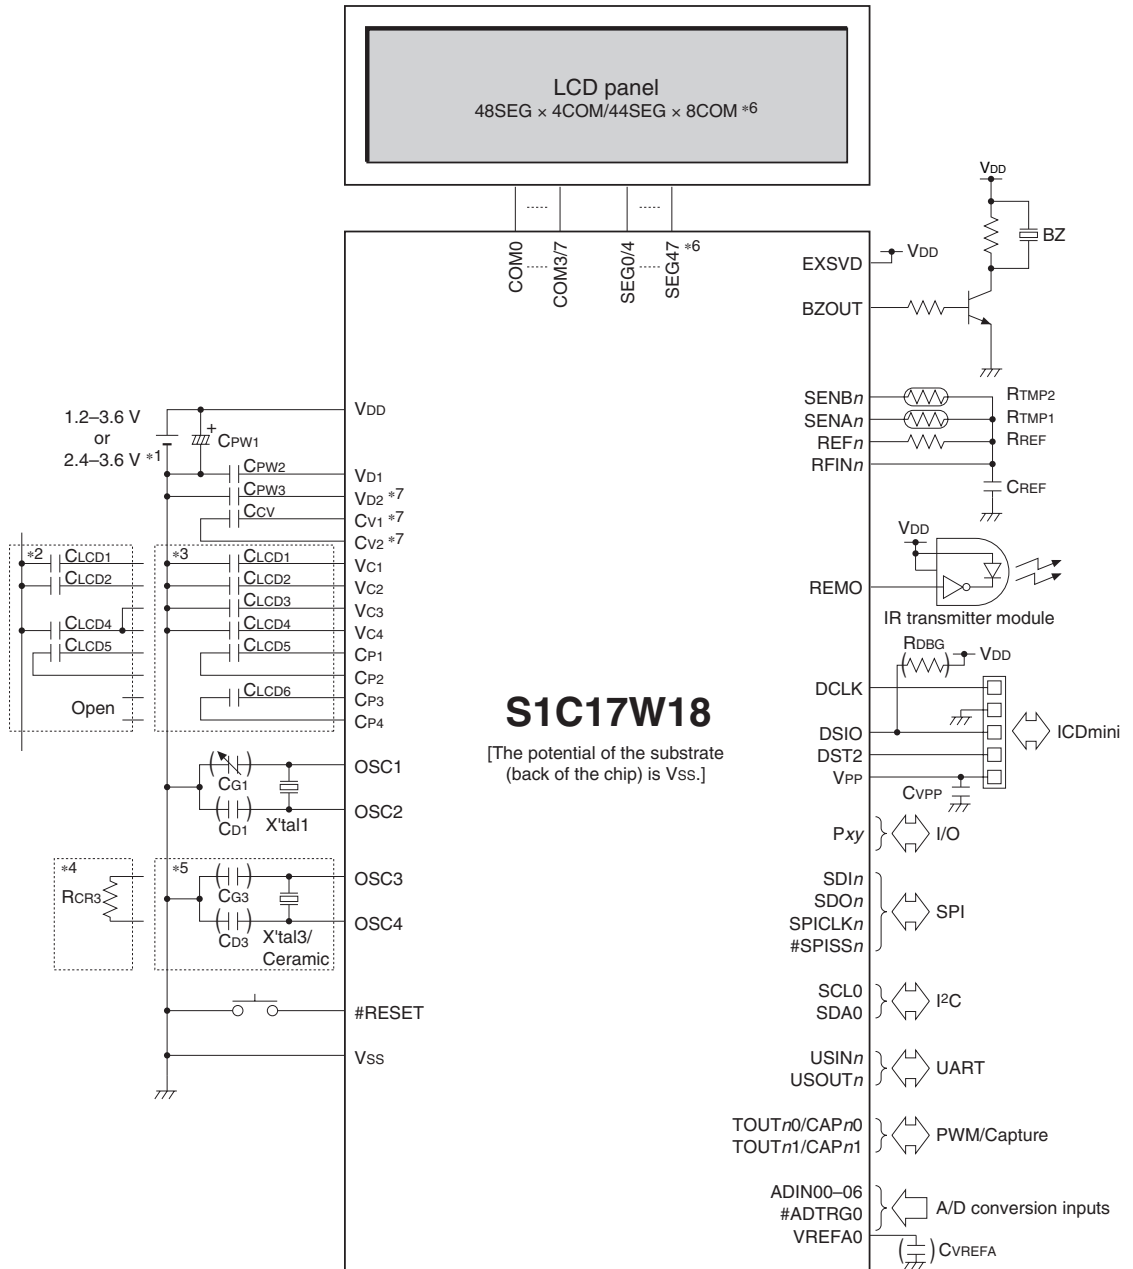 LCD panel
48SEG × 4COM/44SEG × 8COM *6
COM0
COM3/7
SEG0/4
SEG47
*6
VDD
BZ
EXSVD
VDD
BZOUT
1.2–3.6 V
or
2.4–3.6 V *1
+
CPW1
VDD
CPW2
VD1
CPW3
VD2 *7
CCV
CV1 *7
CV2 *7
SENBn
RTMP2
SENAn
RTMP1
REFn
RREF
RFINn
CREF
*2
CLCD1
CLCD2
CLCD4
CLCD5
Open
*3
CLCD1
VC1
CLCD2
VC2
CLCD3
VC3
CLCD4
VC4
CLCD5
CP1
CP2
CLCD6
CP3
CP4
VDD
REMO
IR transmitter module
RDBG
VDD
DCLK
DSIO
DST2
VPP
CVPP
ICDmini
S1C17W18
[The potential of the substrate
(back of the chip) is VSS.]
CG1
OSC1
CD1
X'tal1
OSC2
*4
RCR3
*5
CG3
OSC3
CD3
X'tal3/
Ceramic
OSC4
#RESET
VSS
Pxy
I/O
SDIn
SDOn
SPICLKn
#SPISSn
SPI
SCL0
SDA0
I2C
USINn
USOUTn
UART
TOUTn0/CAPn0
TOUTn1/CAPn1
PWM/Capture
ADIN00–06
#ADTRG0
A/D conversion inputs
VREFA0
CVREFA